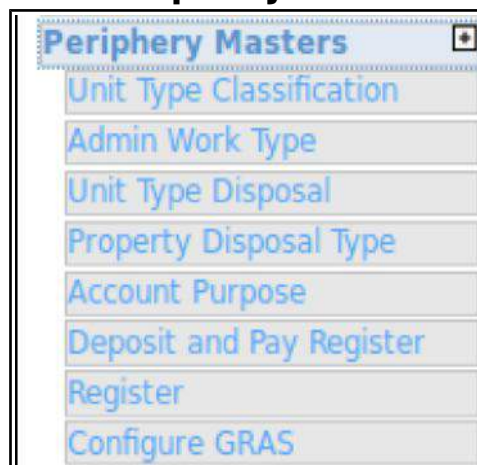 Periphery Masters
Unit Type Classification
Admin Work Type
Unit Type Disposal
Property Disposal Type
Account Purpose
Deposit and Pay Register
Register
Configure GRAS